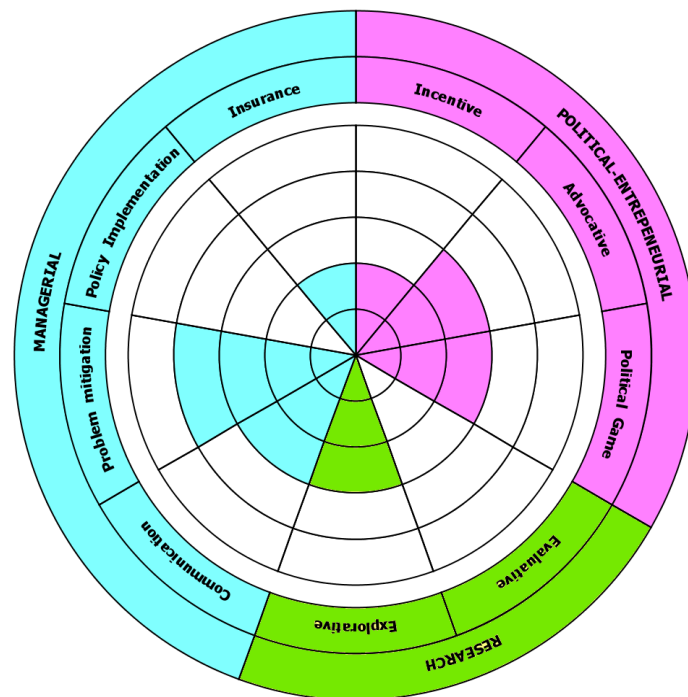 POLITICAL-ENTREPENEURIAL
Incentive
Advocative
Political Game
RESEARCH
Evaluative
Explorative
MANAGERIAL
Communication
Problem mitigation
Policy Implementation
Insurance